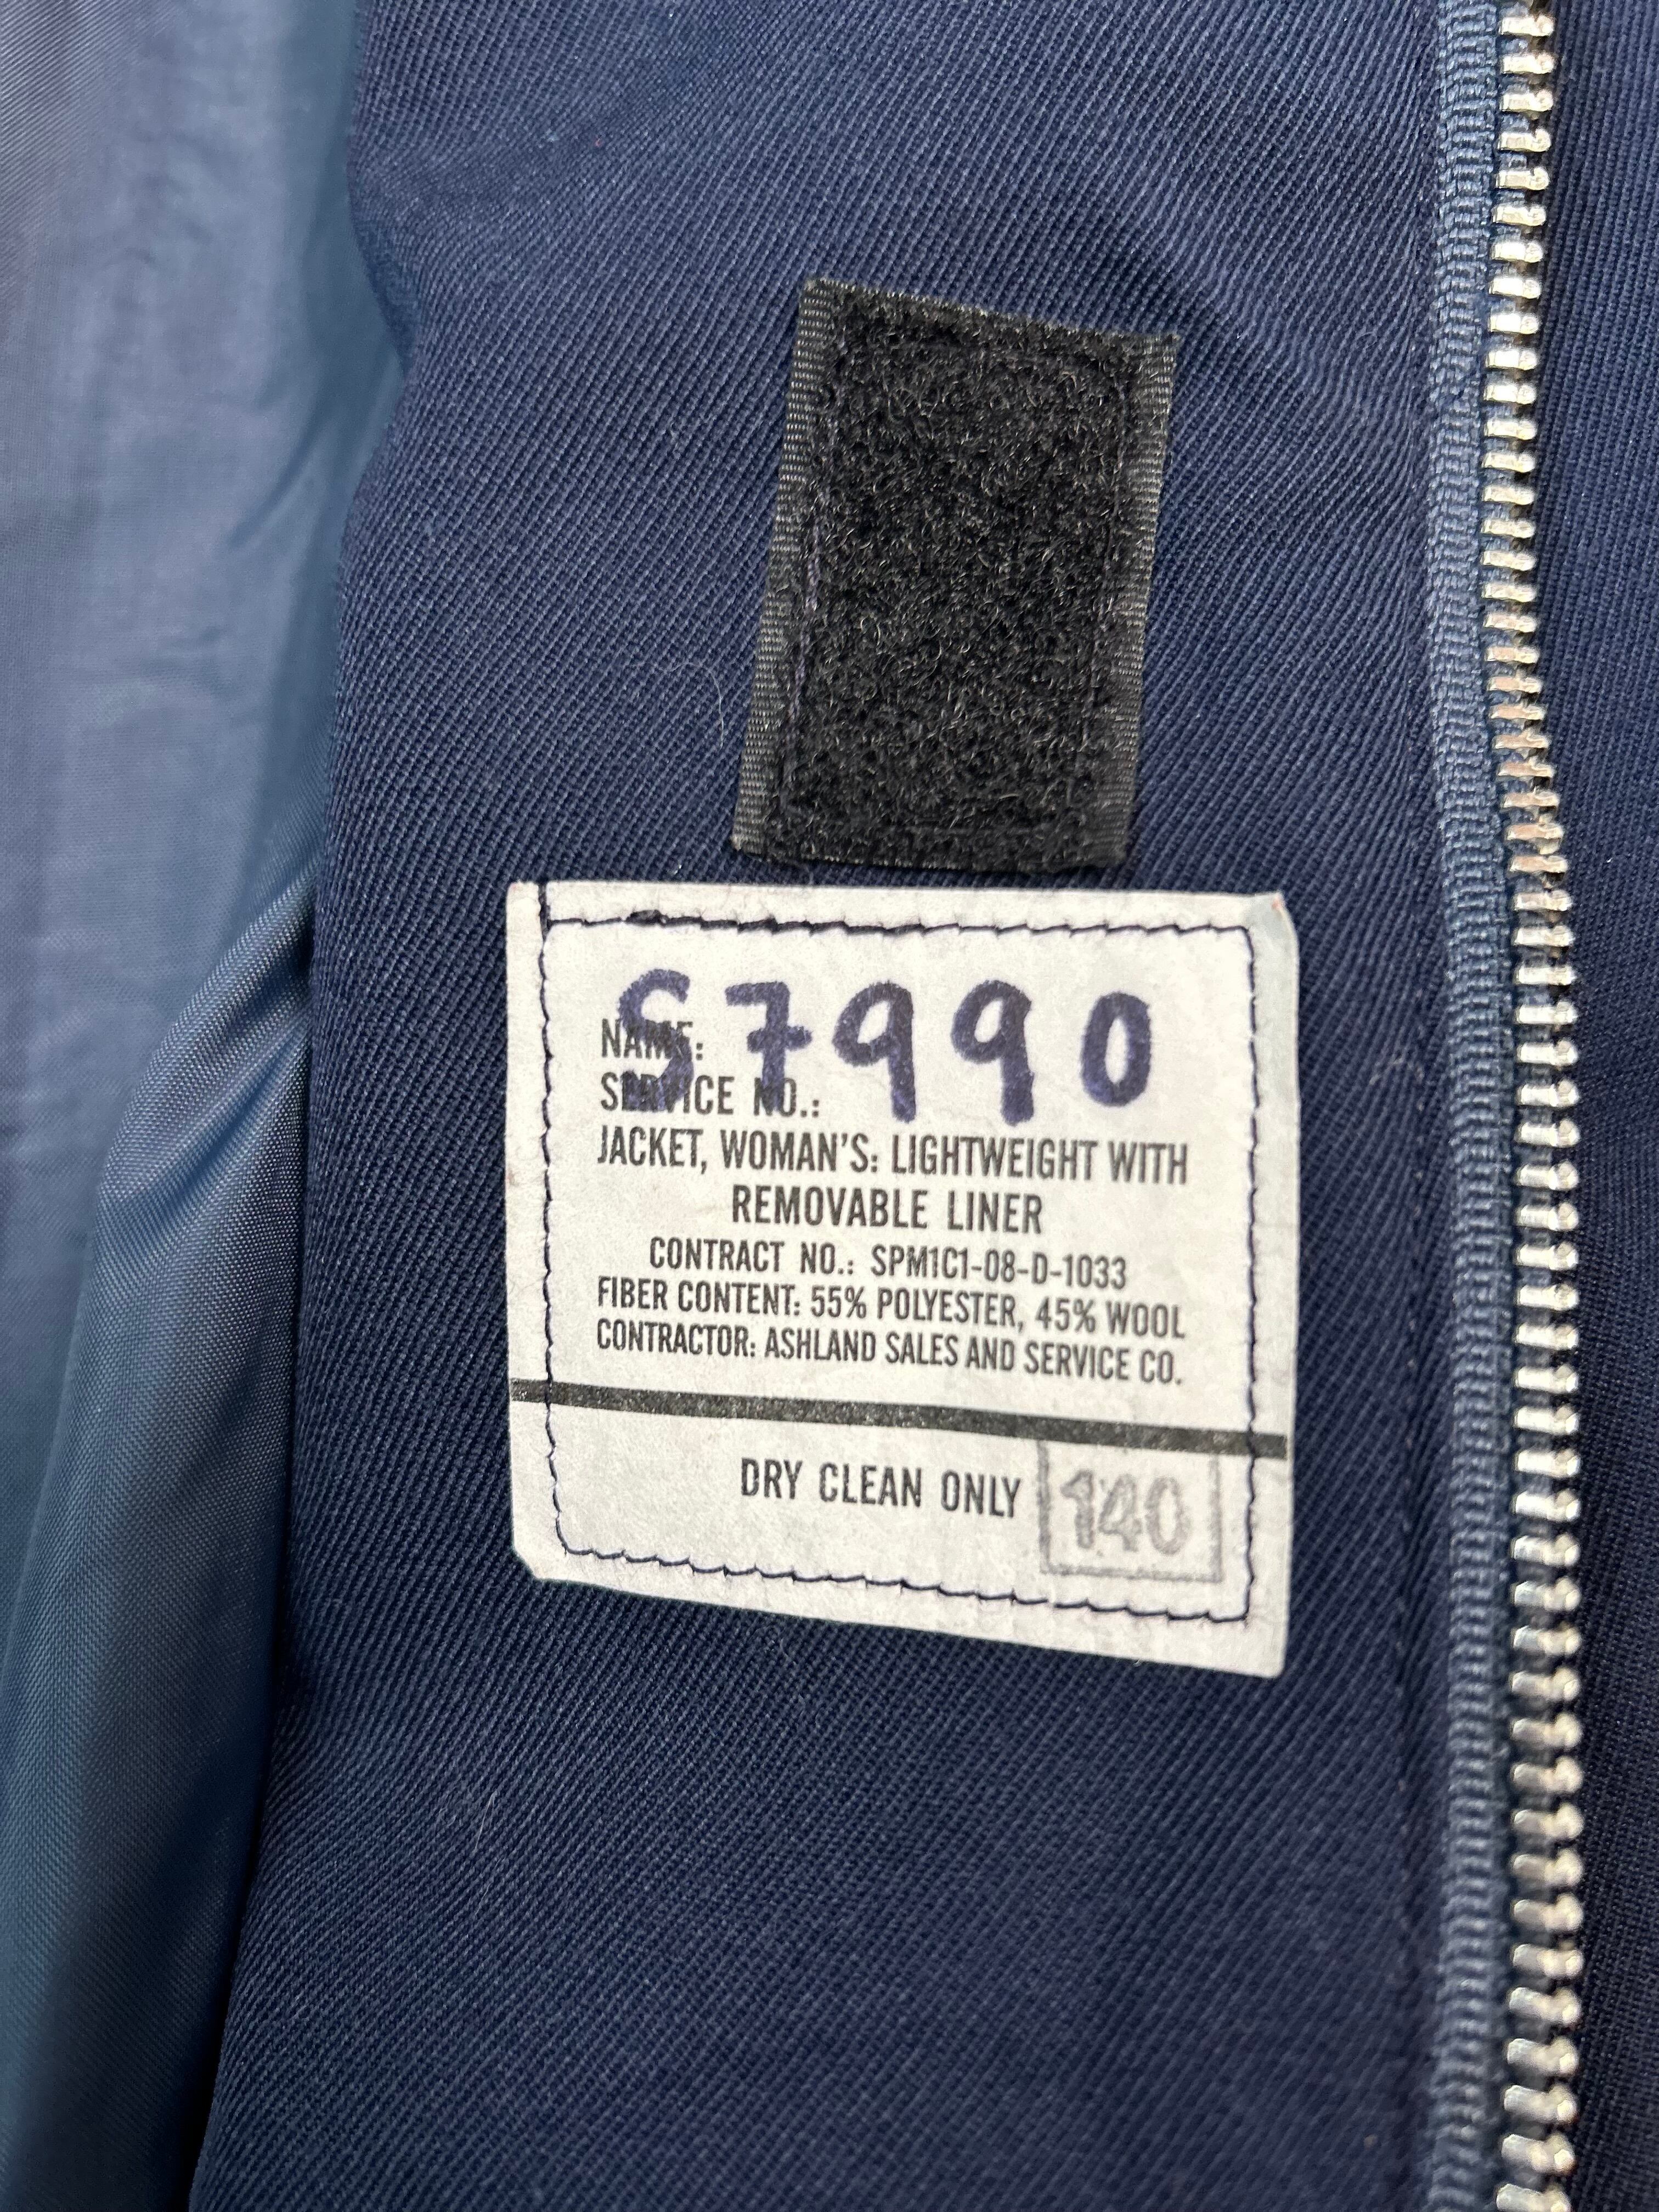 S7990
NAME:
SERVICE NO.:
JACKET, WOMAN'S: LIGHTWEIGHT WITH
REMOVABLE LINER
CONTRACT NO.: SPM1C1-08-D-1033
FIBER CONTENT: 55% POLYESTER, 45% WOOL
CONTRACTOR: ASHLAND SALES AND SERVICE CO.
DRY CLEAN ONLY 140